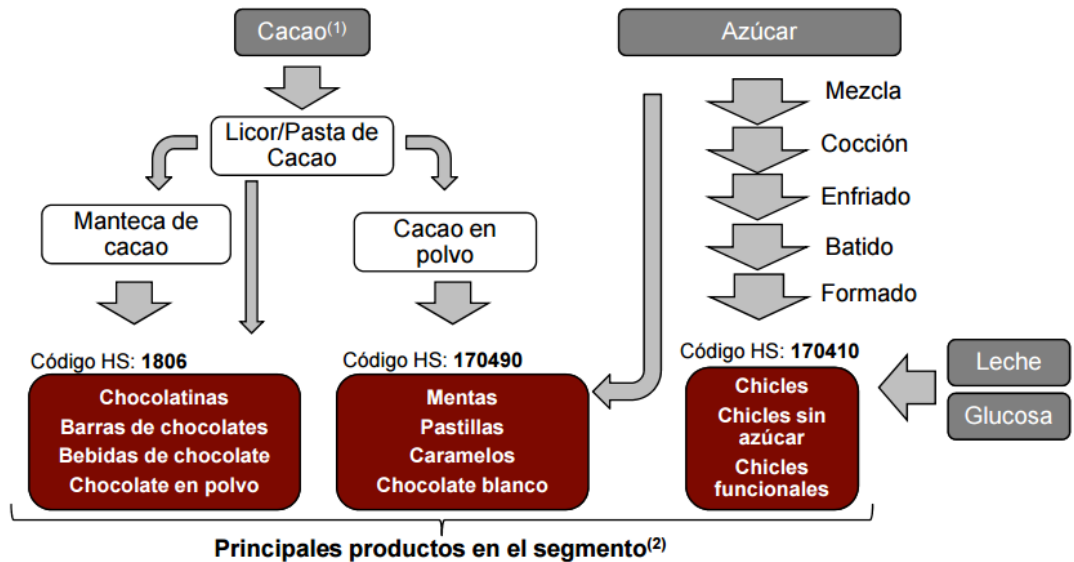 Cacao(1)
Azúcar
Licor/Pasta de
Cacao
Manteca de
cacao
Cacao en
polvo
Mezcla
Cocción
Enfriado
Batido
Formado
Código HS: 1806
Chocolatinas
Barras de chocolates
Bebidas de chocolate
Chocolate en polvo
Código HS: 170490
Mentas
Pastillas
Caramelos
Chocolate blanco
Código HS: 170410
Chicles
Chicles sin
azúcar
Chicles
funcionales
Leche
Glucosa
Principales productos en el segmento(2)